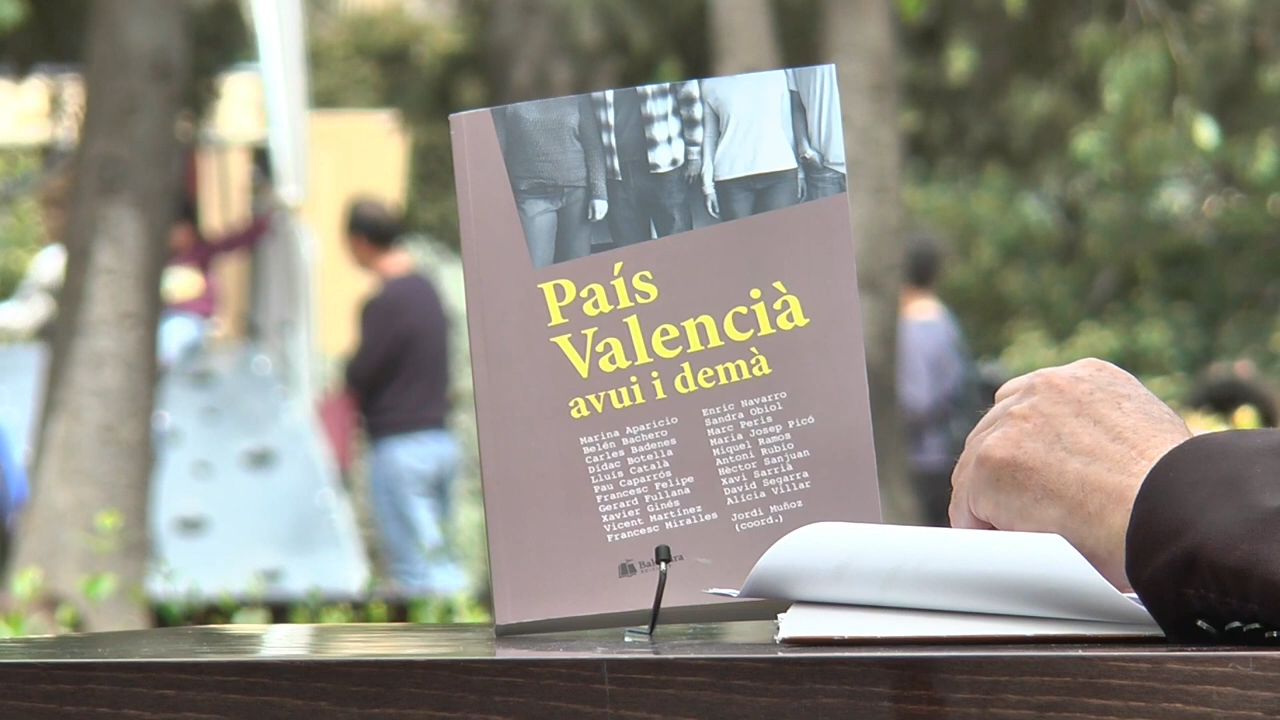 País
Valencià
avui i demà
Marina Aparicio
Belén Bachero
Carles Badenes
Dídac Botella
Lluís Català
Pau Caparrós
Francesc Felipe
Gerard Fullana
Xavier Ginés
Vicent Martínez
Francesc Miralles
Enric Navarro
Sandra Obiol
Marc Peris
Maria Josep Picó
Miquel Ramos
Antoni Rubio
Hèctor Sanjuan
Xavi Sarrià
David Segarra
Alícia Villar
Jordi Muñoz
(coord.)